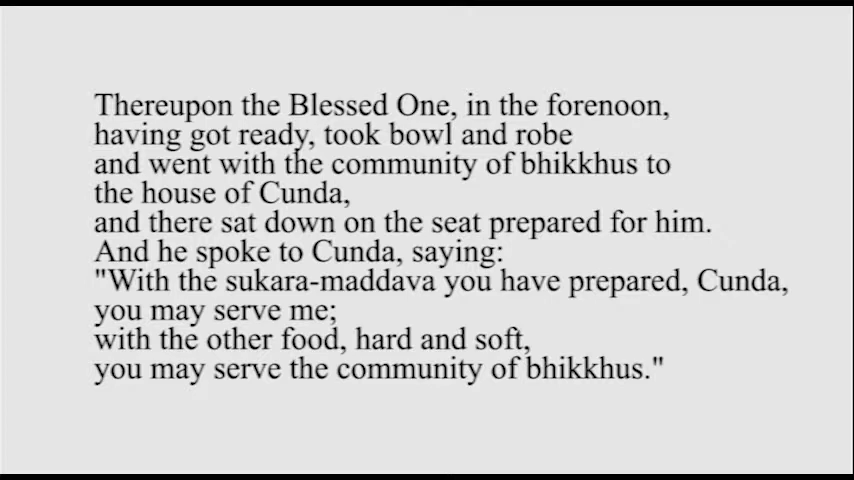 Thereupon the Blessed One, in the forenoon,
having got ready, took bowl and robe
and went with the community of bhikkhus to
the house of Cunda,
and there sat down on the seat prepared for him.
And he spoke to Cunda, saying:
"With the sukara-maddava you have prepared, Cunda,
you may serve me;
with the other food, hard and soft,
you may serve the community of bhikkhus."